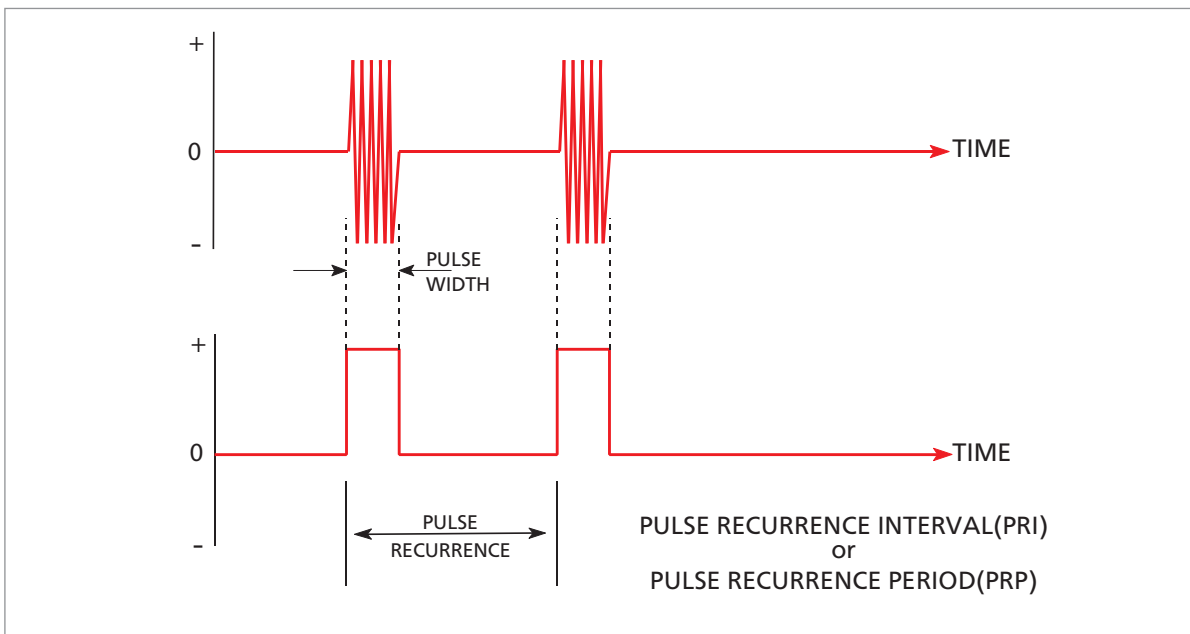 +
0
TIME
-
PULSE
WIDTH
+
0
TIME
PULSE
RECURRENCE
-
PULSE RECURRENCE INTERVAL(PRI)
or
PULSE RECURRENCE PERIOD(PRP)